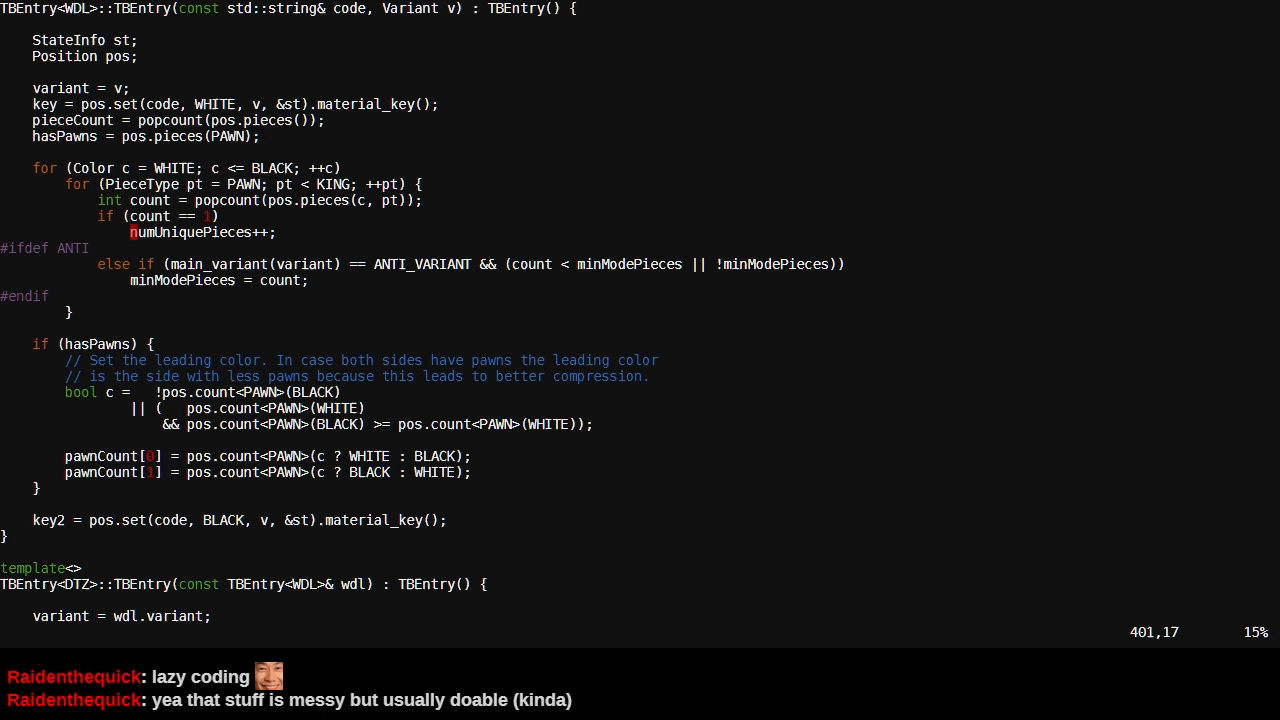 TBEntry<WDL>::TBEntry(const std::string& code, Variant v) : TBEntry() {
    StateInfo st;
    Position pos;
    variant = v;
    key = pos.set(code, WHITE, v, &st).material_key();
    pieceCount = popcount(pos.pieces());
    hasPawns = pos.pieces(PAWN);
    for (Color c = WHITE; c <= BLACK; ++c)
        for (PieceType pt = PAWN; pt < KING; ++pt) {
            int count = popcount(pos.pieces(c, pt));
            if (count == 1)
                numUniquePieces++;
#ifdef ANTI
            else if (main_variant(variant) == ANTI_VARIANT && (count < minModePieces || !minModePieces))
                minModePieces = count;
#endif
        }
    if (hasPawns) {
        // Set the leading color. In case both sides have pawns the leading color
        // is the side with less pawns because this leads to better compression.
        bool c =   !pos.count<PAWN>(BLACK)
                || (   pos.count<PAWN>(WHITE)
                    && pos.count<PAWN>(BLACK) >= pos.count<PAWN>(WHITE));
        pawnCount[0] = pos.count<PAWN>(c ? WHITE : BLACK);
        pawnCount[1] = pos.count<PAWN>(c ? BLACK : WHITE);
    }
    key2 = pos.set(code, BLACK, v, &st).material_key();
}
template<>
TBEntry<DTZ>::TBEntry(const TBEntry<WDL>& wdl) : TBEntry() {
    variant = wdl.variant;
401,17 15%
Raidenthequick: lazy coding
Raidenthequick: yea that stuff is messy but usually doable (kinda)